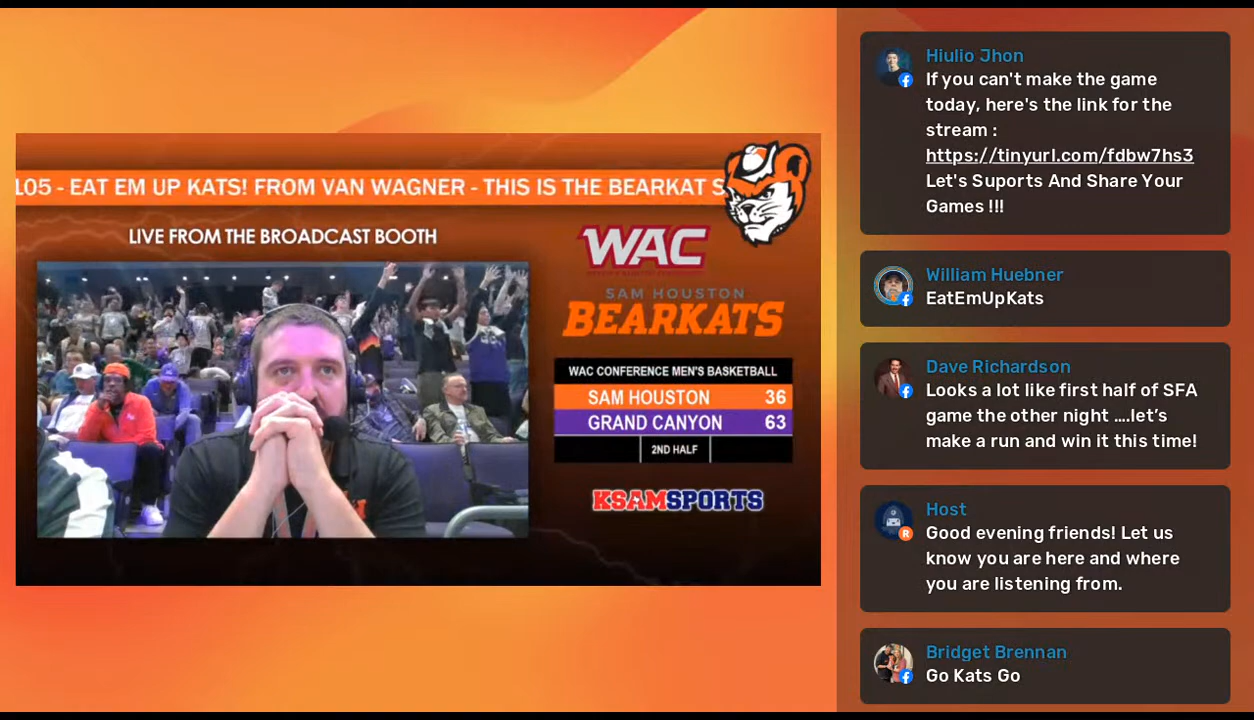 LO5 - EAT EM UP KATS! FROM VAN WAGNER - THIS IS THE BEARKAT S
LIVE FROM THE BROADCAST BOOTH
WAC
SAM HOUSTON
BEARKATS
WAC CONFERENCE MEN'S BASKETBALL
SAM HOUSTON 36
GRAND CANYON 63
2ND HALF
KSAMSPORTS
Hiulio Jhon
If you can't make the game
today, here's the link for the
stream :
https://tinyurl.com/fdbw7hs3
Let's Suports And Share Your
Games !!!
William Huebner
EatEmUpKats
Dave Richardson
Looks a lot like first half of SFA
game the other night ....let’s
make a run and win it this time!
Host
Good evening friends! Let us
know you are here and where
you are listening from.
Bridget Brennan
Go Kats Go